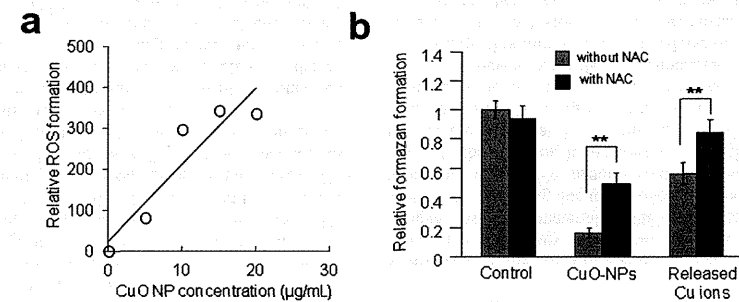 a
Relative ROS formation
500
400
300
200
100
0
0
10
20
30
CuO NP concentration (µg/mL)
b
without NAC
with NAC
Relative formazan formation
1.4
1.2
1
0.8
0.6
0.4
0.2
0
**
**
Control
CuO-NPs
Released
Cu ions